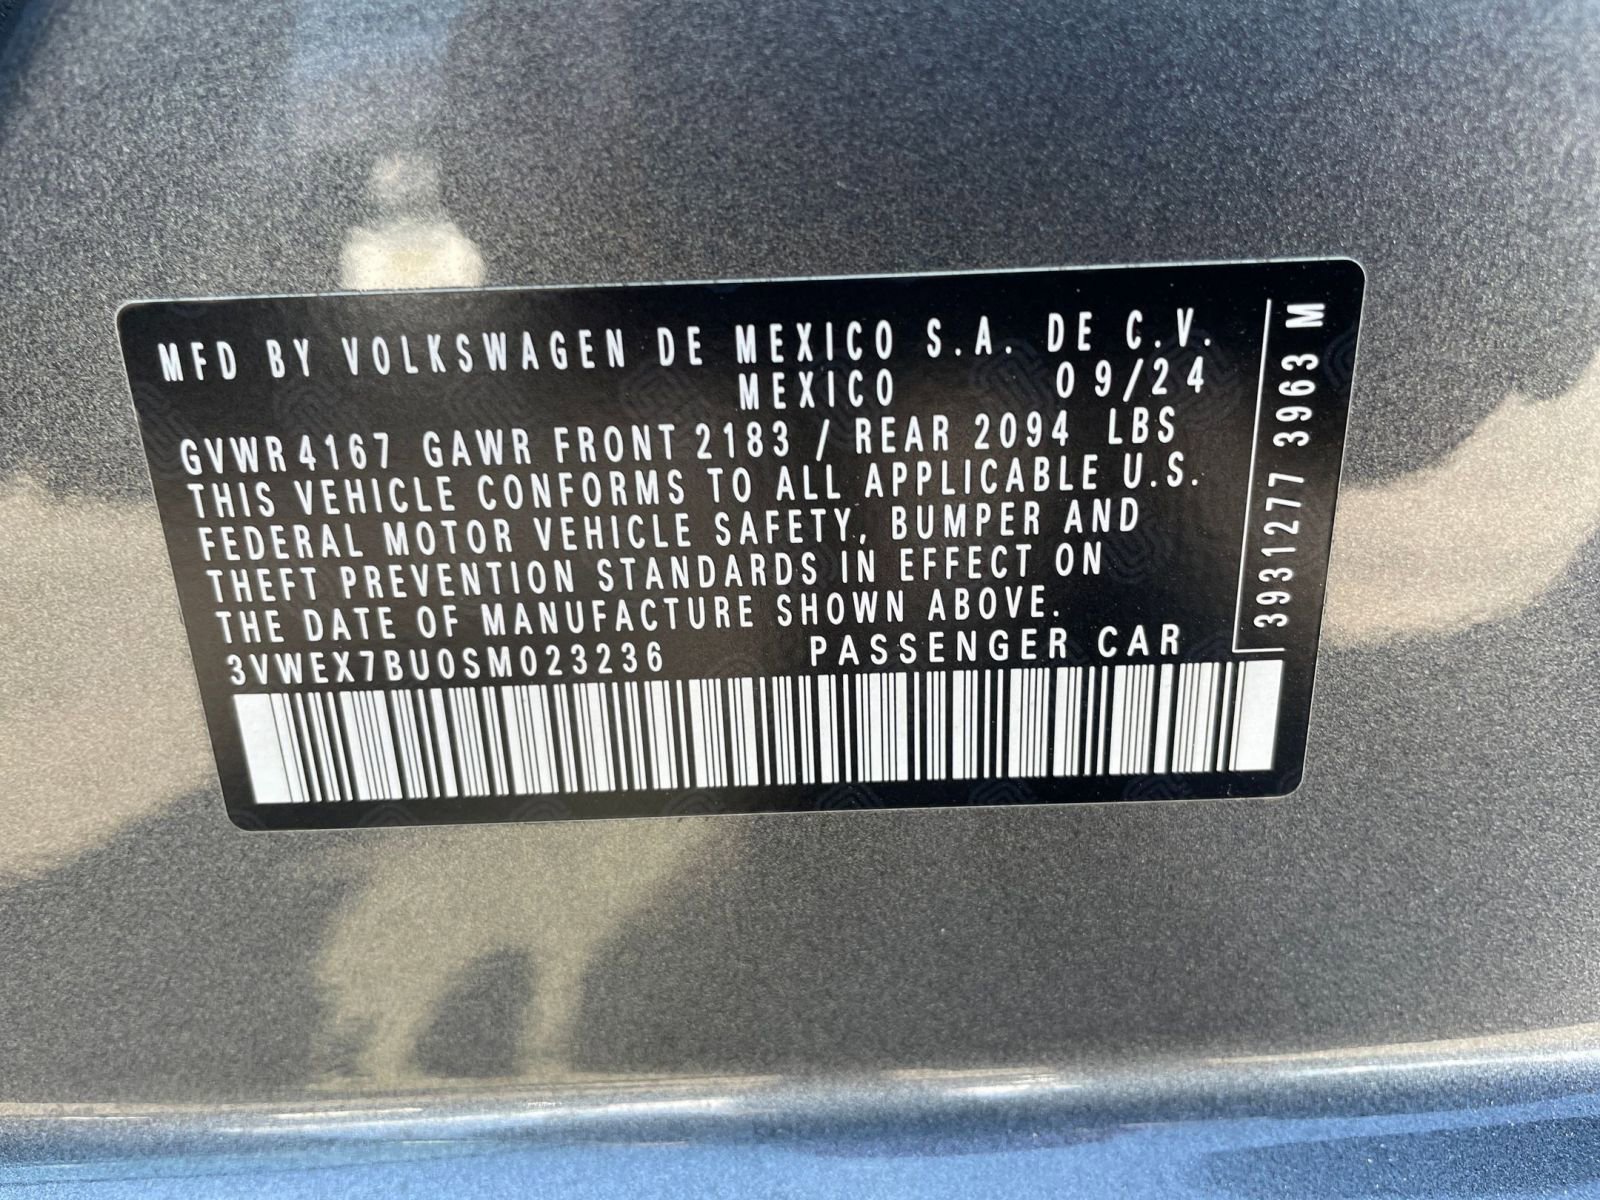 MFD BY VOLKSWAGEN DE MEXICO S.A. DE C.V.
MEXICO 09/24
GVWR 4167 GAWR FRONT 2183 / REAR 2094 LBS
THIS VEHICLE CONFORMS TO ALL APPLICABLE U.S.
FEDERAL MOTOR VEHICLE SAFETY, BUMPER AND
THEFT PREVENTION STANDARDS IN EFFECT ON
THE DATE OF MANUFACTURE SHOWN ABOVE.
3VWEX7BU0SM023236 PASSENGER CAR
3931277 3963 M